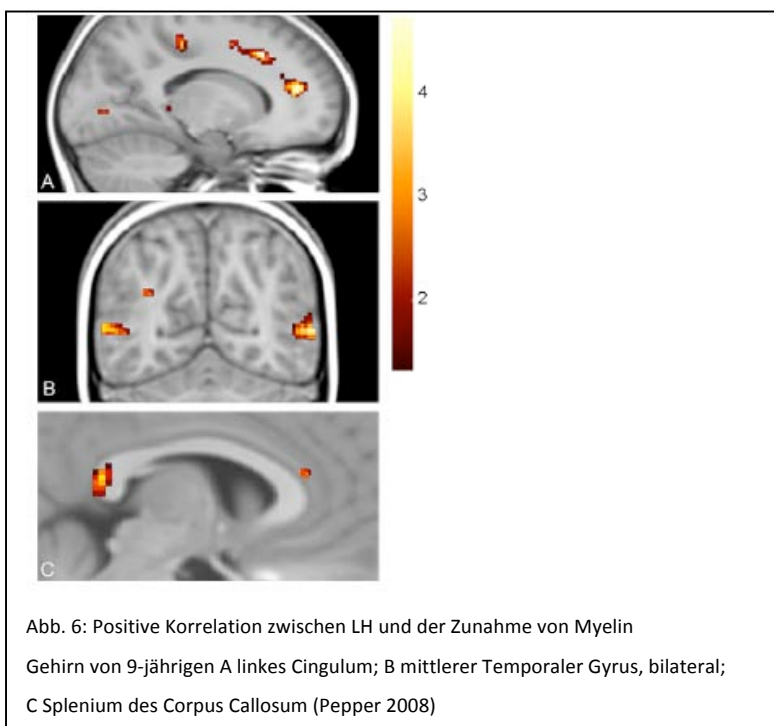 A
4
3
2
B
C
Abb. 6: Positive Korrelation zwischen LH und der Zunahme von Myelin
Gehirn von 9-jährigen A linkes Cingulum; B mittlerer Temporaler Gyrus, bilateral;
C Splenium des Corpus Callosum (Pepper 2008)